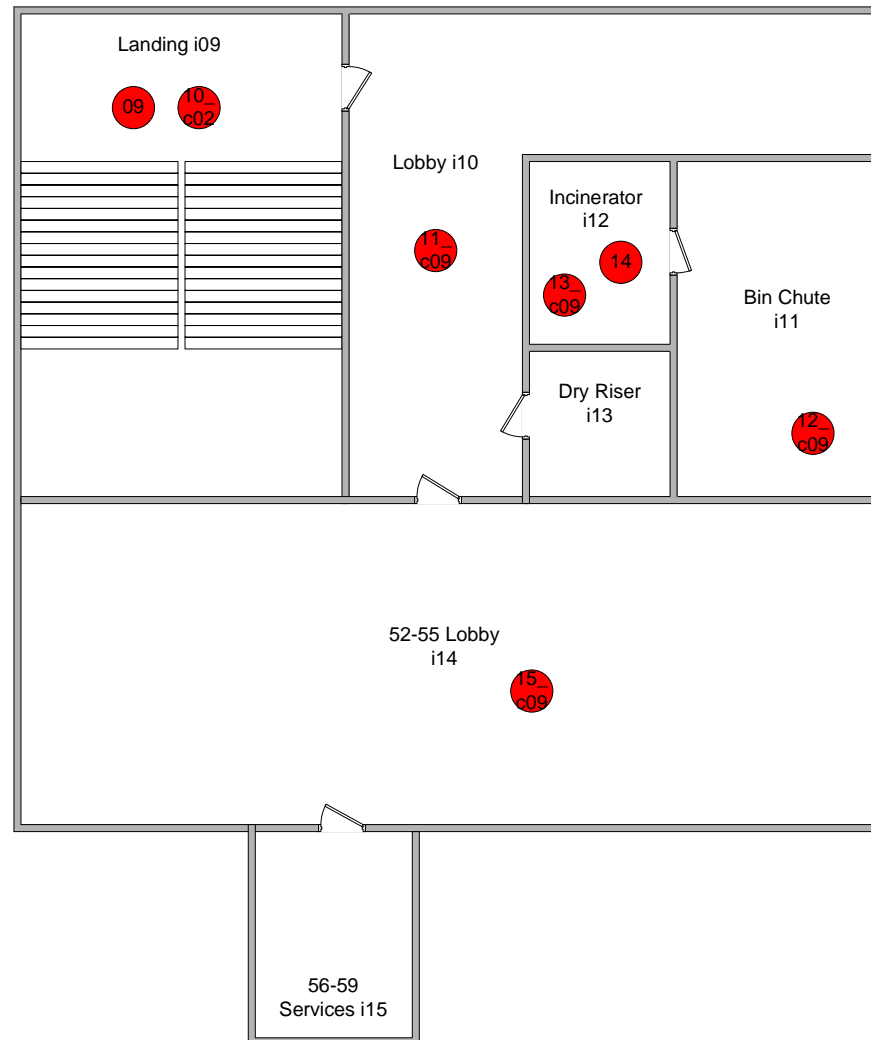 Landing i09
09
10_
c02
Lobby i10
11_
c09
Incinerator
i12
14
13_
c09
Bin Chute
i11
Dry Riser
i13
12_
c09
52-55 Lobby
i14
15_
c09
56-59
Services i15